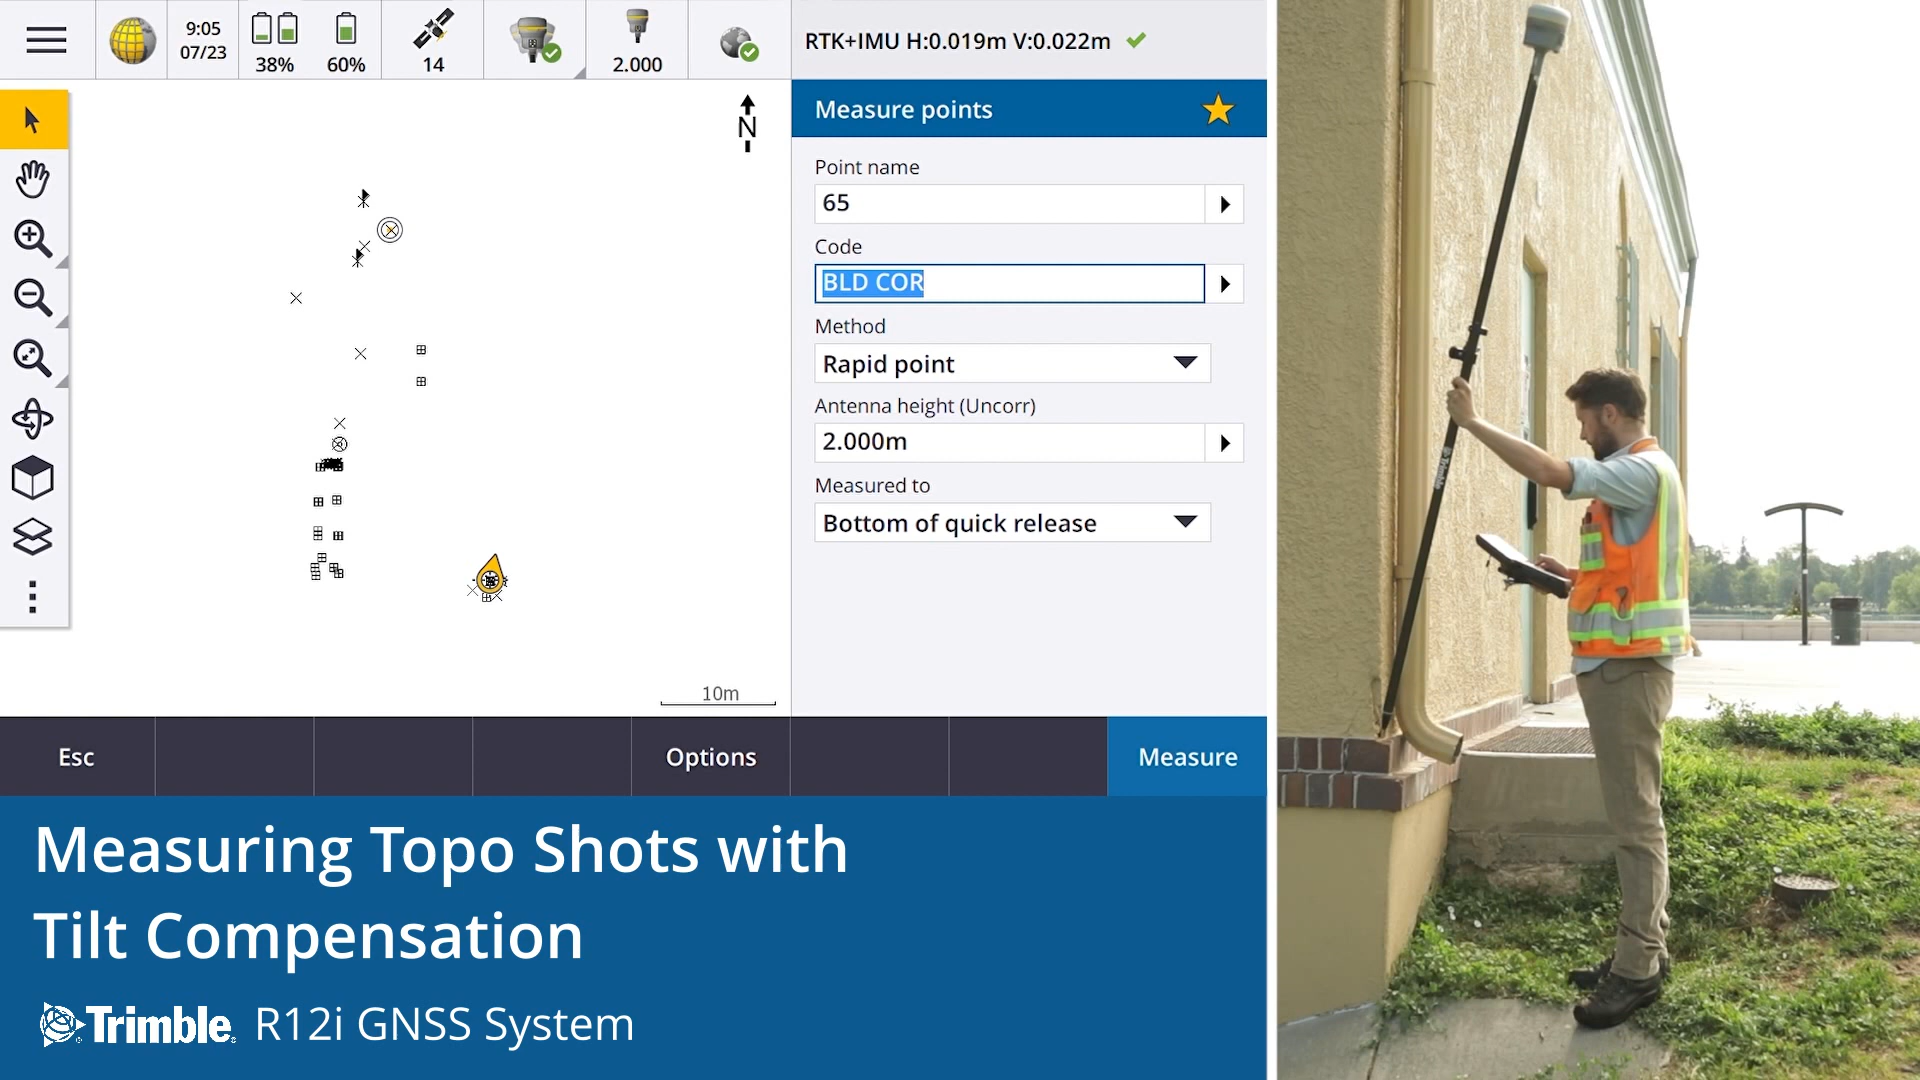 9:05
07/23
38%
60%
14
2.000
RTK+IMU H:0.019m V:0.022m
Measure points
N
Point name
65
Code
BLD COR
Method
Rapid point
Antenna height (Uncorr)
2.000m
Measured to
Bottom of quick release
10m
Esc
Options
Measure
Trimble
Measuring Topo Shots with
Tilt Compensation
Trimble. R12i GNSS System